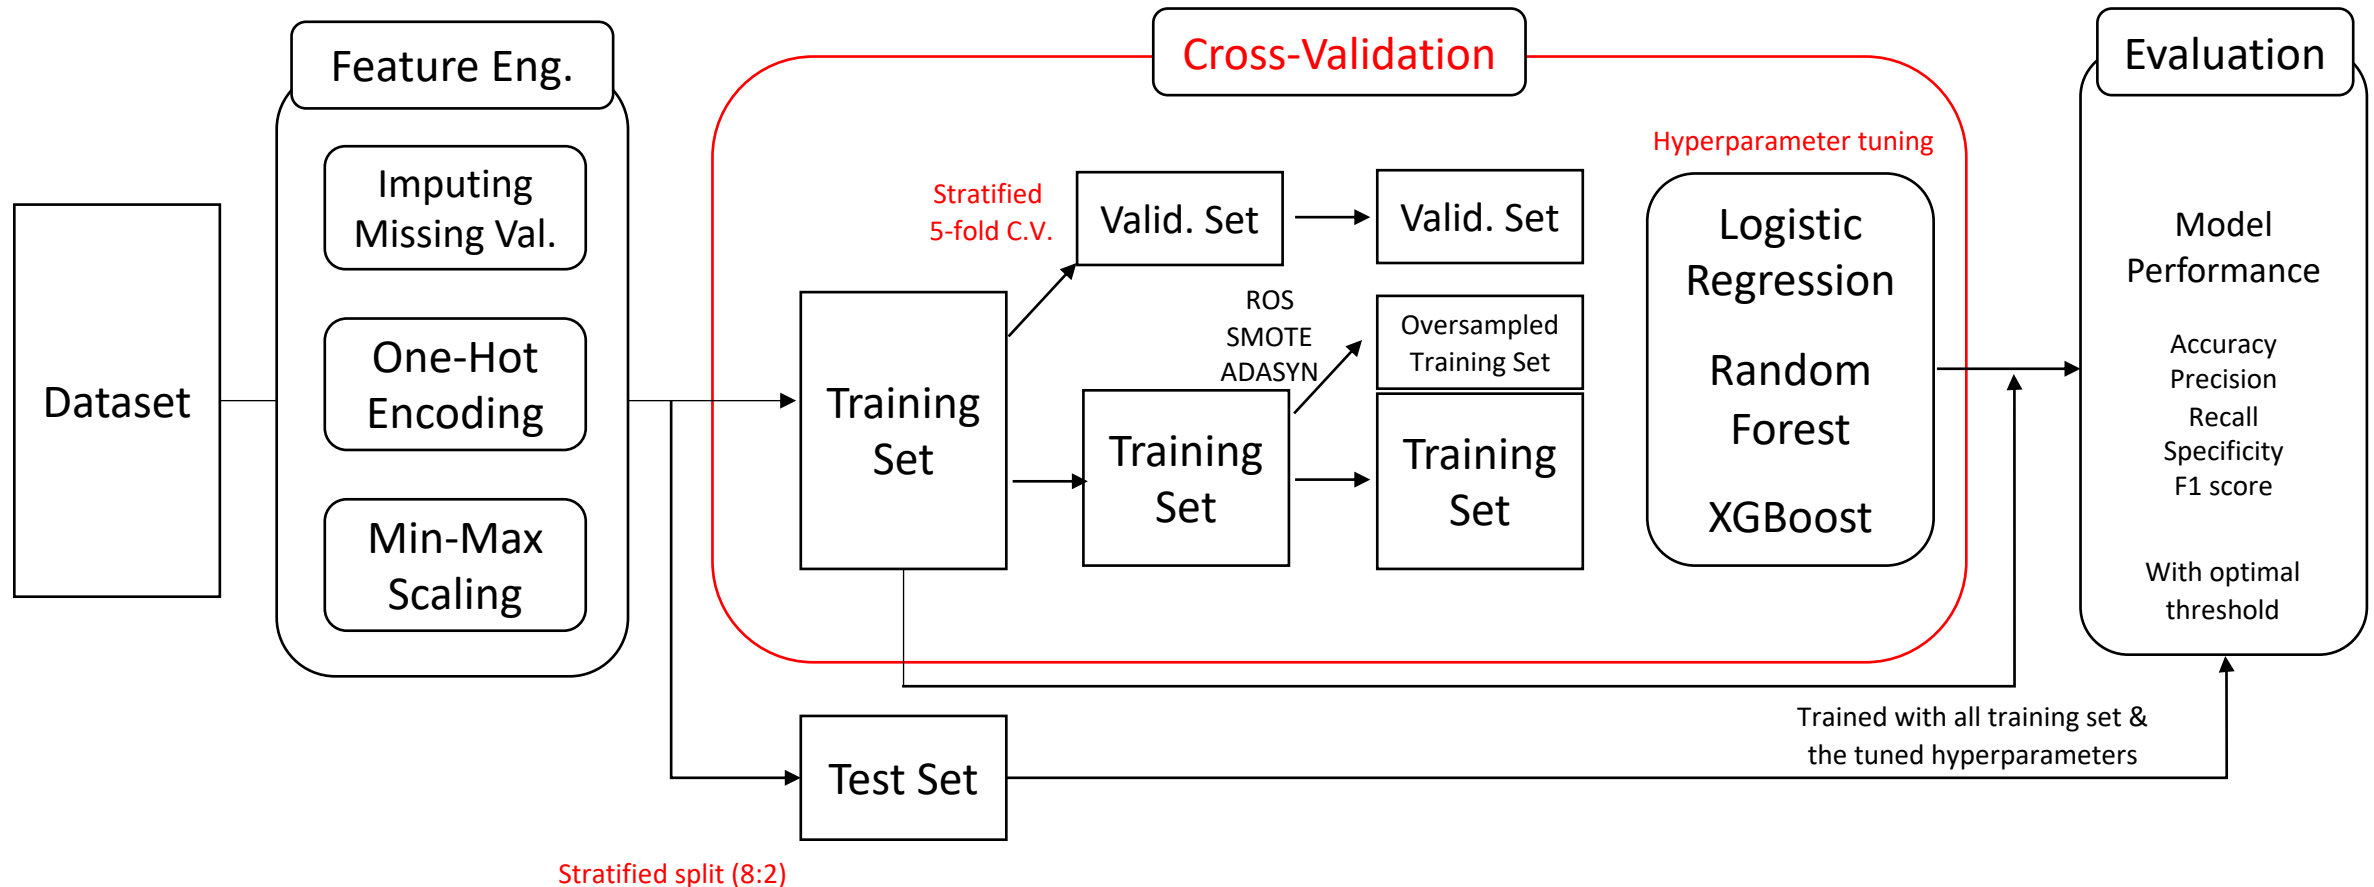 Dataset
Feature Eng.
Imputing
Missing Val.
One-Hot
Encoding
Min-Max
Scaling
Cross-Validation
Training
Set
Stratified
5-fold C.V.
Valid. Set
Valid. Set
ROS
SMOTE
ADASYN
Training
Set
Oversampled
Training Set
Training
Set
Hyperparameter tuning
Logistic
Regression
Random
Forest
XGBoost
Evaluation
Model
Performance
Accuracy
Precision
Recall
Specificity
F1 score
With optimal
threshold
Trained with all training set &
the tuned hyperparameters
Test Set
Stratified split (8:2)